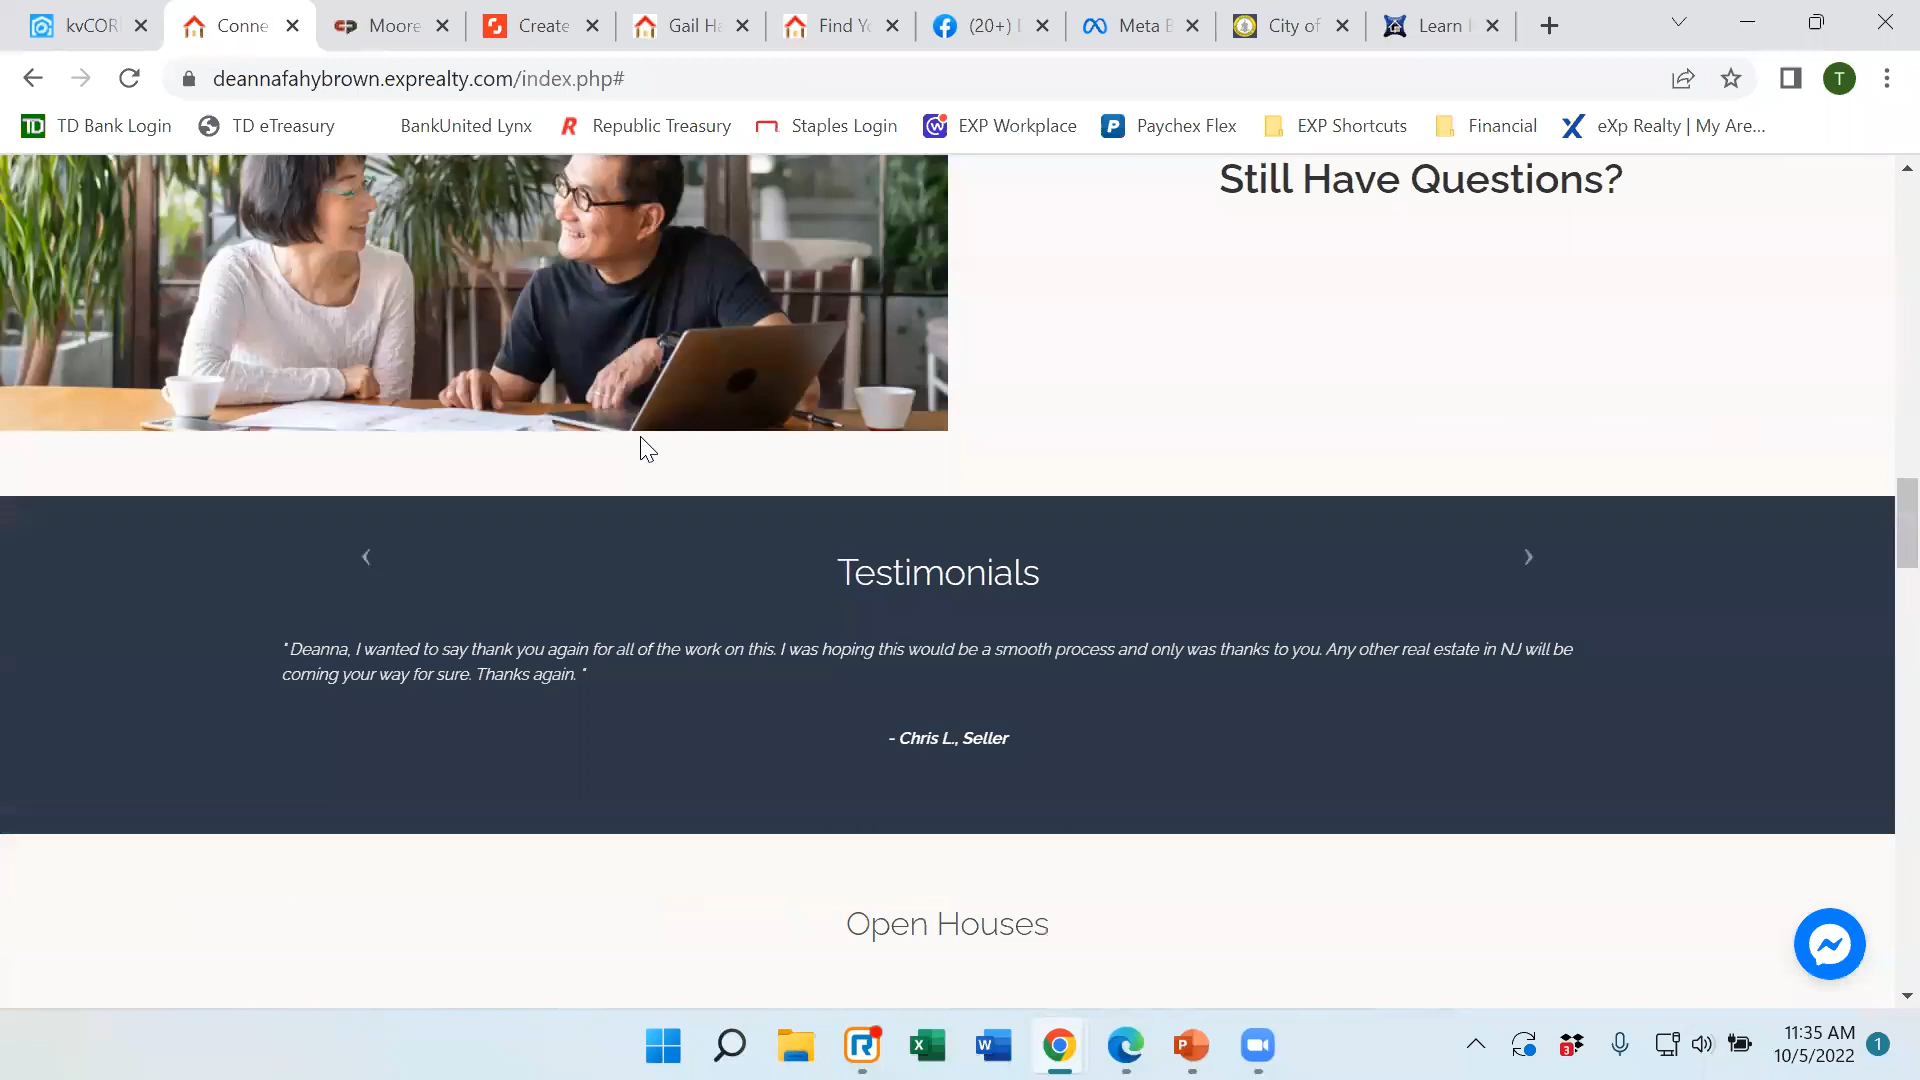 kvCOR
Conne
Moore
Create
Gail Ha
Find Yo
(20+)
Meta B
City of
Learn
deannafahybrown.exprealty.com/index.php#
T
TD Bank Login
TD eTreasury
BankUnited Lynx
Republic Treasury
Staples Login
EXP Workplace
Paychex Flex
EXP Shortcuts
Financial
eXp Realty | My Are...
Still Have Questions?
Testimonials
" Deanna, I wanted to say thank you again for all of the work on this. I was hoping this would be a smooth process and only was thanks to you. Any other real estate in NJ will be
coming your way for sure. Thanks again. "
- Chris L., Seller
Open Houses
11:35 AM
10/5/2022
1
3